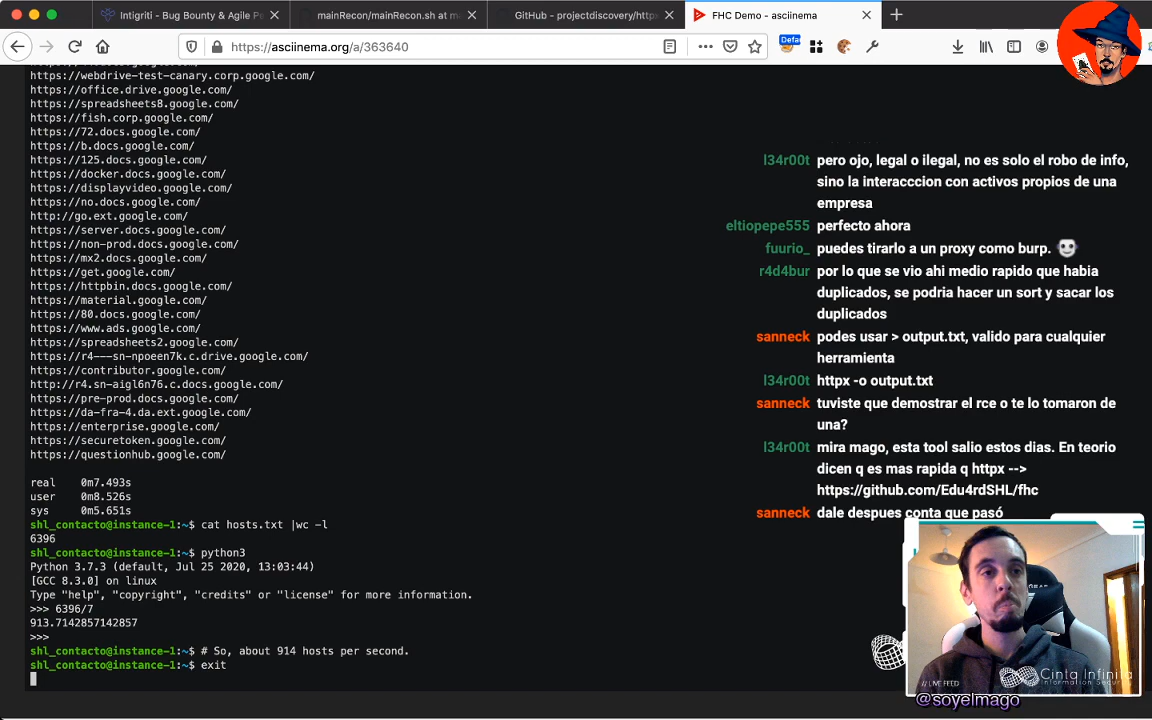 Intigriti - Bug Bounty & Agile Pe
mainRecon/mainRecon.sh at ma
GitHub - projectdiscovery/httpx
FHC Demo - asciinema
https://asciinema.org/a/363640
Defa
https://webdrive-test-canary.corp.google.com/
https://office.drive.google.com/
https://spreadsheets8.google.com/
https://fish.corp.google.com/
https://72.docs.google.com/
https://b.docs.google.com/
https://125.docs.google.com/
https://docker.docs.google.com/
https://displayvideo.google.com/
https://no.docs.google.com/
http://go.ext.google.com/
https://server.docs.google.com/
https://non-prod.docs.google.com/
https://mx2.docs.google.com/
https://get.google.com/
https://httpbin.docs.google.com/
https://material.google.com/
https://80.docs.google.com/
https://www.ads.google.com/
https://spreadsheets2.google.com/
https://r4---sn-npoeen7k.c.drive.google.com/
https://contributor.google.com/
http://r4.sn-aigl6n76.c.docs.google.com/
https://pre-prod.docs.google.com/
https://da-fra-4.da.ext.google.com/
https://enterprise.google.com/
https://securetoken.google.com/
https://questionhub.google.com/
real 0m7.493s
user 0m8.526s
sys 0m5.651s
shl_contacto@instance-1:~$ cat hosts.txt |wc -l
6396
shl_contacto@instance-1:~$ python3
Python 3.7.3 (default, Jul 25 2020, 13:03:44)
[GCC 8.3.0] on linux
Type "help", "copyright", "credits" or "license" for more information.
>>> 6396/7
913.7142857142857
>>>
shl_contacto@instance-1:~$ # So, about 914 hosts per second.
shl_contacto@instance-1:~$ exit
l34r00t pero ojo, legal o ilegal, no es solo el robo de info,
sino la interacccion con activos propios de una
empresa
eltiopepe555 perfecto ahora
fuurio_ puedes tirarlo a un proxy como burp.
r4d4bur por lo que se vio ahi medio rapido que habia
duplicados, se podria hacer un sort y sacar los
duplicados
sanneck podes usar > output.txt, valido para cualquier
herramienta
l34r00t httpx -o output.txt
sanneck tuviste que demostrar el rce o te lo tomaron de
una?
l34r00t mira mago, esta tool salio estos dias. En teorio
dicen q es mas rapida q httpx -->
https://github.com/Edu4rdSHL/fhc
sanneck dale despues conta que pasó
// LIVE FEED
Cinta Infinita
Information Security
@soyelmago